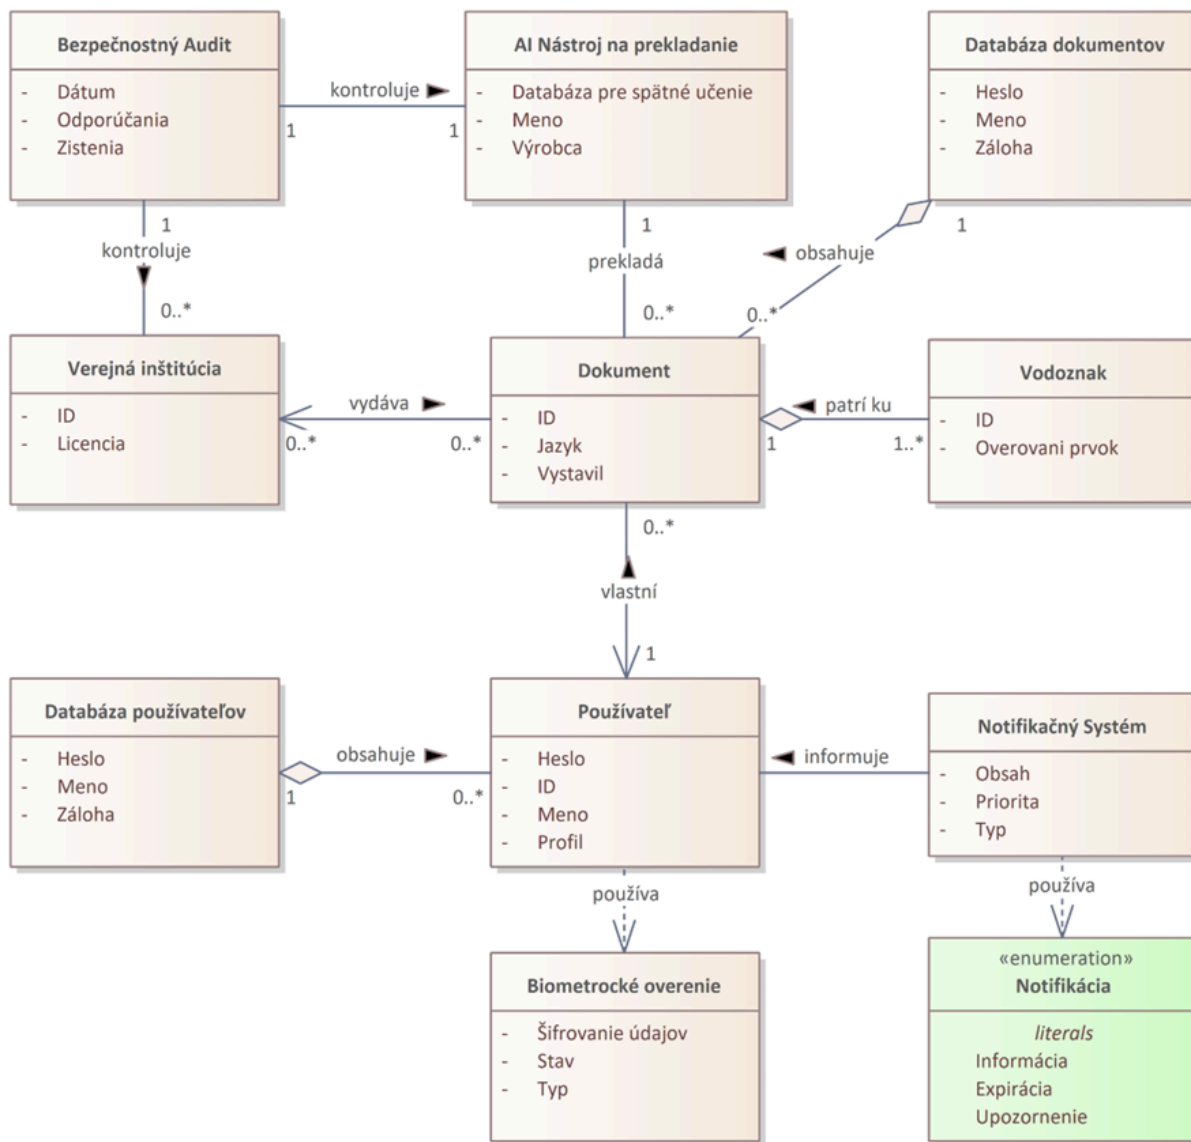 Bezpečnostný Audit
- Dátum
- Odporúčania
- Zistenia
kontroluje
1
1
AI Nástroj na prekladanie
- Databáza pre spätné učenie
- Meno
- Výrobca
Databáza dokumentov
- Heslo
- Meno
- Záloha
1
kontroluje
0..*
1
prekladá
0..*
1
obsahuje
0..*
Verejná inštitúcia
- ID
- Licencia
vydáva
0..*
0..*
Dokument
- ID
- Jazyk
- Vystavil
patrí ku
1
1..*
Vodoznak
- ID
- Overovani prvok
0..*
vlastní
1
Databáza používateľov
- Heslo
- Meno
- Záloha
obsahuje
1
0..*
Používateľ
- Heslo
- ID
- Meno
- Profil
informuje
Notifikačný Systém
- Obsah
- Priorita
- Typ
používa
používa
Biometrocké overenie
- Šifrovanie údajov
- Stav
- Typ
«enumeration»
Notifikácia
literals
Informácia
Expirácia
Upozornenie